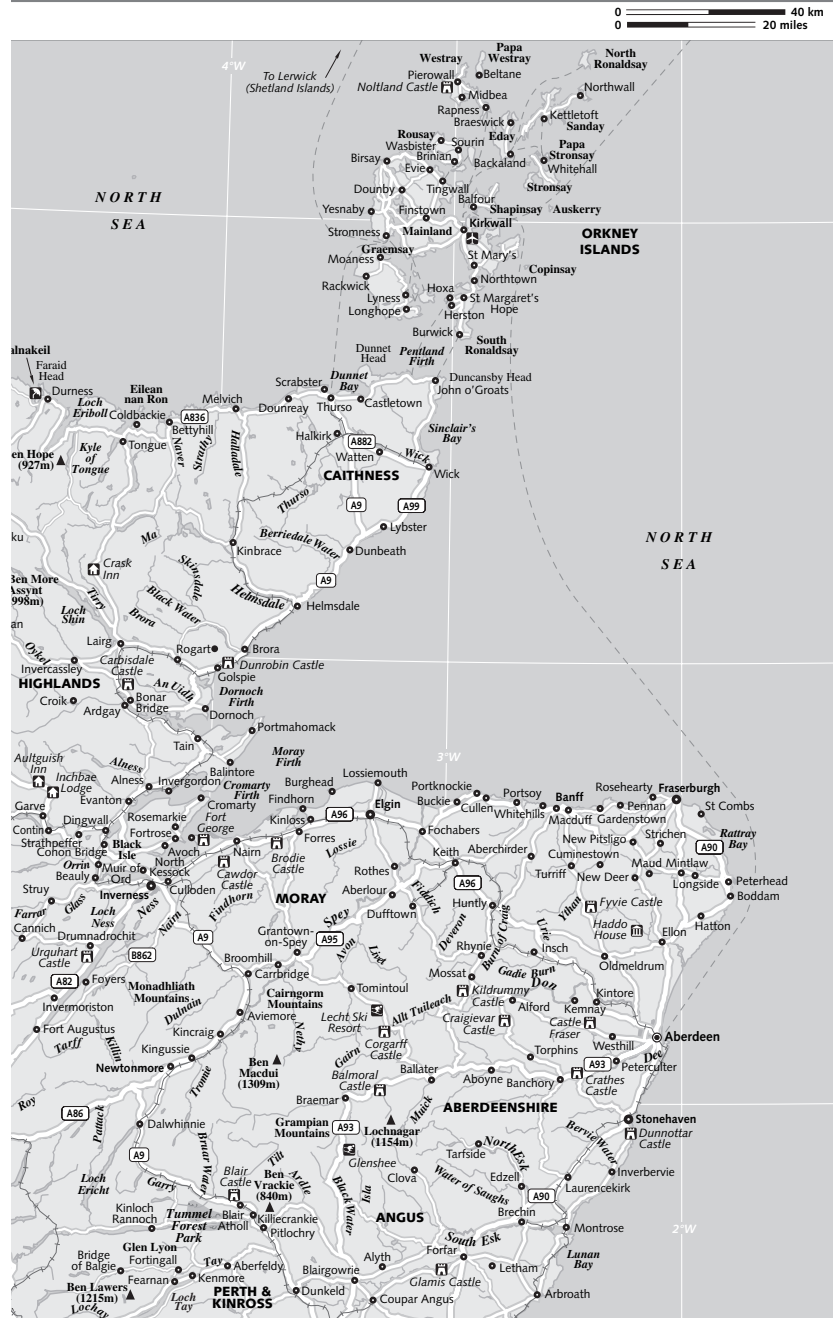 0 40 km
0 20 miles
4°W
To Lerwick
(Shetland Islands)
Westray
Papa
Westray
North
Ronaldsay
Pierowall
Beltane
Noltland Castle
Northwall
Midbea
Rapness
Braeswick
Kettletoft
Sanday
Rousay
Eday
Wasbister
Sourin
Papa
Stronsay
Birsay
Brinian
Backaland
Whitehall
Evie
Stronsay
Dounby
Tingwall
NORTH
SEA
Balfour
Yesnaby
Finstown
Shapinsay
Auskerry
Kirkwall
Stromness
Mainland
ORKNEY
ISLANDS
Graemsay
Moaness
St Mary's
Copinsay
Rackwick
Northtown
Lyness
Hoxa
St Margaret's
Hope
Longhope
Herston
Burwick
South
Ronaldsay
Dunnet
Head
Pentland
Firth
alnakeil
Faraid
Head
Durness
Loch
Eriboll
Eilean
nan Ron
Coldbackie
Scrabster
Dunnet
Bay
Duncansby Head
John o'Groats
Melvich
A836
Dounreay
Thurso
Castletown
Bettyhill
Tongue
Halkirk
A882
Sinclair's
Bay
en Hope
(927m)
Kyle
of
Tongue
Naver
Strathy
Halladale
Watten
Wick
Wick
CAITHNESS
Thurso
A9
A99
Lybster
ku
Ma
Kinbrace
Berriedale Water
Dunbeath
NORTH
SEA
Crask
Inn
Skinsdale
A9
Ben More
Assynt
998m)
Tirry
Black Water
Helmsdale
Helmsdale
Loch
Shin
Brora
an
Lairg
Rogart
Brora
Oykel
Carbisdale
Castle
Dunrobin Castle
Invercassley
Golspie
HIGHLANDS
An Uidh
Dornoch
Firth
Croik
Bonar
Bridge
Ardgay
Dornoch
Portmahomack
Tain
3°W
Moray
Firth
Aultguish
Inn
Alness
Balintore
Inchbae
Lodge
Alness
Invergordon
Cromarty
Firth
Burghead
Lossiemouth
Portknockie
Portsoy
Banff
Rosehearty
Fraserburgh
Evanton
Cromarty
Findhorn
Elgin
Buckie
Cullen
Whitehills
Macduff
Pennan
Gardenstown
St Combs
Garve
Rosemarkie
Fort
George
Kinloss
A96
Contin
Dingwall
Fortrose
Fochabers
Strathpeffer
Black
Isle
Avoch
Nairn
Forres
Lossie
New Pitsligo
Strichen
Rattray
Bay
Cohon Bridge
North
Kessock
Brodie
Castle
Keith
Aberchirder
Cuminestown
A90
Orrin
Muir of
Ord
Cawdor
Castle
Rothes
Maud
Mintlaw
Beauly
Culloden
A96
Turriff
New Deer
Longside
Peterhead
Struy
Inverness
MORAY
Aberlour
Boddam
Farrar
Glass
Ness
Nairn
Findhorn
Dufftown
Fiddich
Huntly
Ythan
Fyvie Castle
Cannich
Loch
Ness
Spey
Deveron
Burn of Craig
Haddo
House
Hatton
Drumnadrochit
A9
Grantown-
on-Spey
A95
Avon
Urie
Ellon
B862
Livet
Rhynie
Insch
Urquhart
Castle
Broomhill
Oldmeldrum
A82
Foyers
Carrbridge
Mossat
Gadie Burn
Don
Monadhliath
Mountains
Cairngorm
Mountains
Tomintoul
Kildrummy
Castle
Kintore
Invermoriston
Dulnain
Alford
Kemnay
Fort Augustus
Aviemore
Lecht Ski
Resort
Allt Tuileach
Craigievar
Castle
Castle
Fraser
Tarff
Killin
Kincraig
Nethy
Corgarff
Castle
Westhill
Aberdeen
Kingussie
Gairn
Torphins
Dee
Newtonmore
Ben
Macdui
(1309m)
Balmoral
Castle
Ballater
A93
Peterculter
Tromie
Aboyne
Banchory
Crathes
Castle
Roy
Braemar
Muick
ABERDEENSHIRE
A86
Pattack
Grampian
Mountains
A93
Lochnagar
(1154m)
Stonehaven
Dalwhinnie
Dunnottar
Castle
Bruar Water
Bervie Water
A9
Tilt
Glenshee
Tarfside
North Esk
Loch
Ericht
Blair
Castle
Ben
Vrackie
(840m)
Ardle
Clova
Inverbervie
Garry
Black Water
Isla
Water of Saughs
Edzell
Laurencekirk
A90
Kinloch
Rannoch
Tummel
Forest
Park
Blair
Atholl
Killiecrankie
ANGUS
Brechin
Pitlochry
Montrose
2°W
Glen Lyon
South Esk
Bridge
of Balgie
Fortingall
Tay
Aberfeldy
Alyth
Forfar
Lunan
Bay
Fearnan
Kenmore
Blairgowrie
Letham
Ben Lawers
(1215m)
Loch
Tay
PERTH &
KINROSS
Glamis Castle
Lochay
Dunkeld
Coupar Angus
Arbroath